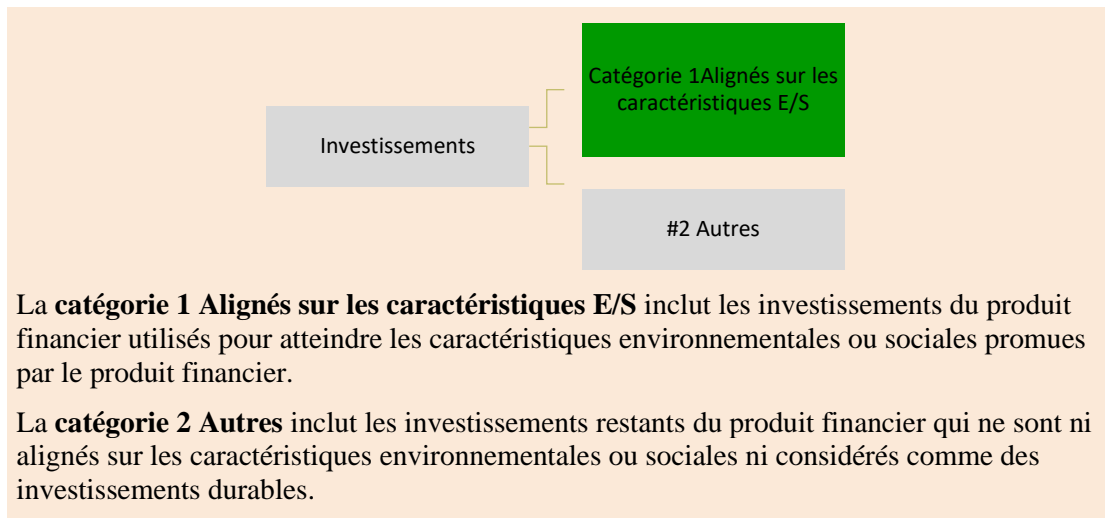 Catégorie 1Alignés sur les
caractéristiques E/S
Investissements
#2 Autres
La catégorie 1 Alignés sur les caractéristiques E/S inclut les investissements du produit
financier utilisés pour atteindre les caractéristiques environnementales ou sociales promues
par le produit financier.
La catégorie 2 Autres inclut les investissements restants du produit financier qui ne sont ni
alignés sur les caractéristiques environnementales ou sociales ni considérés comme des
investissements durables.